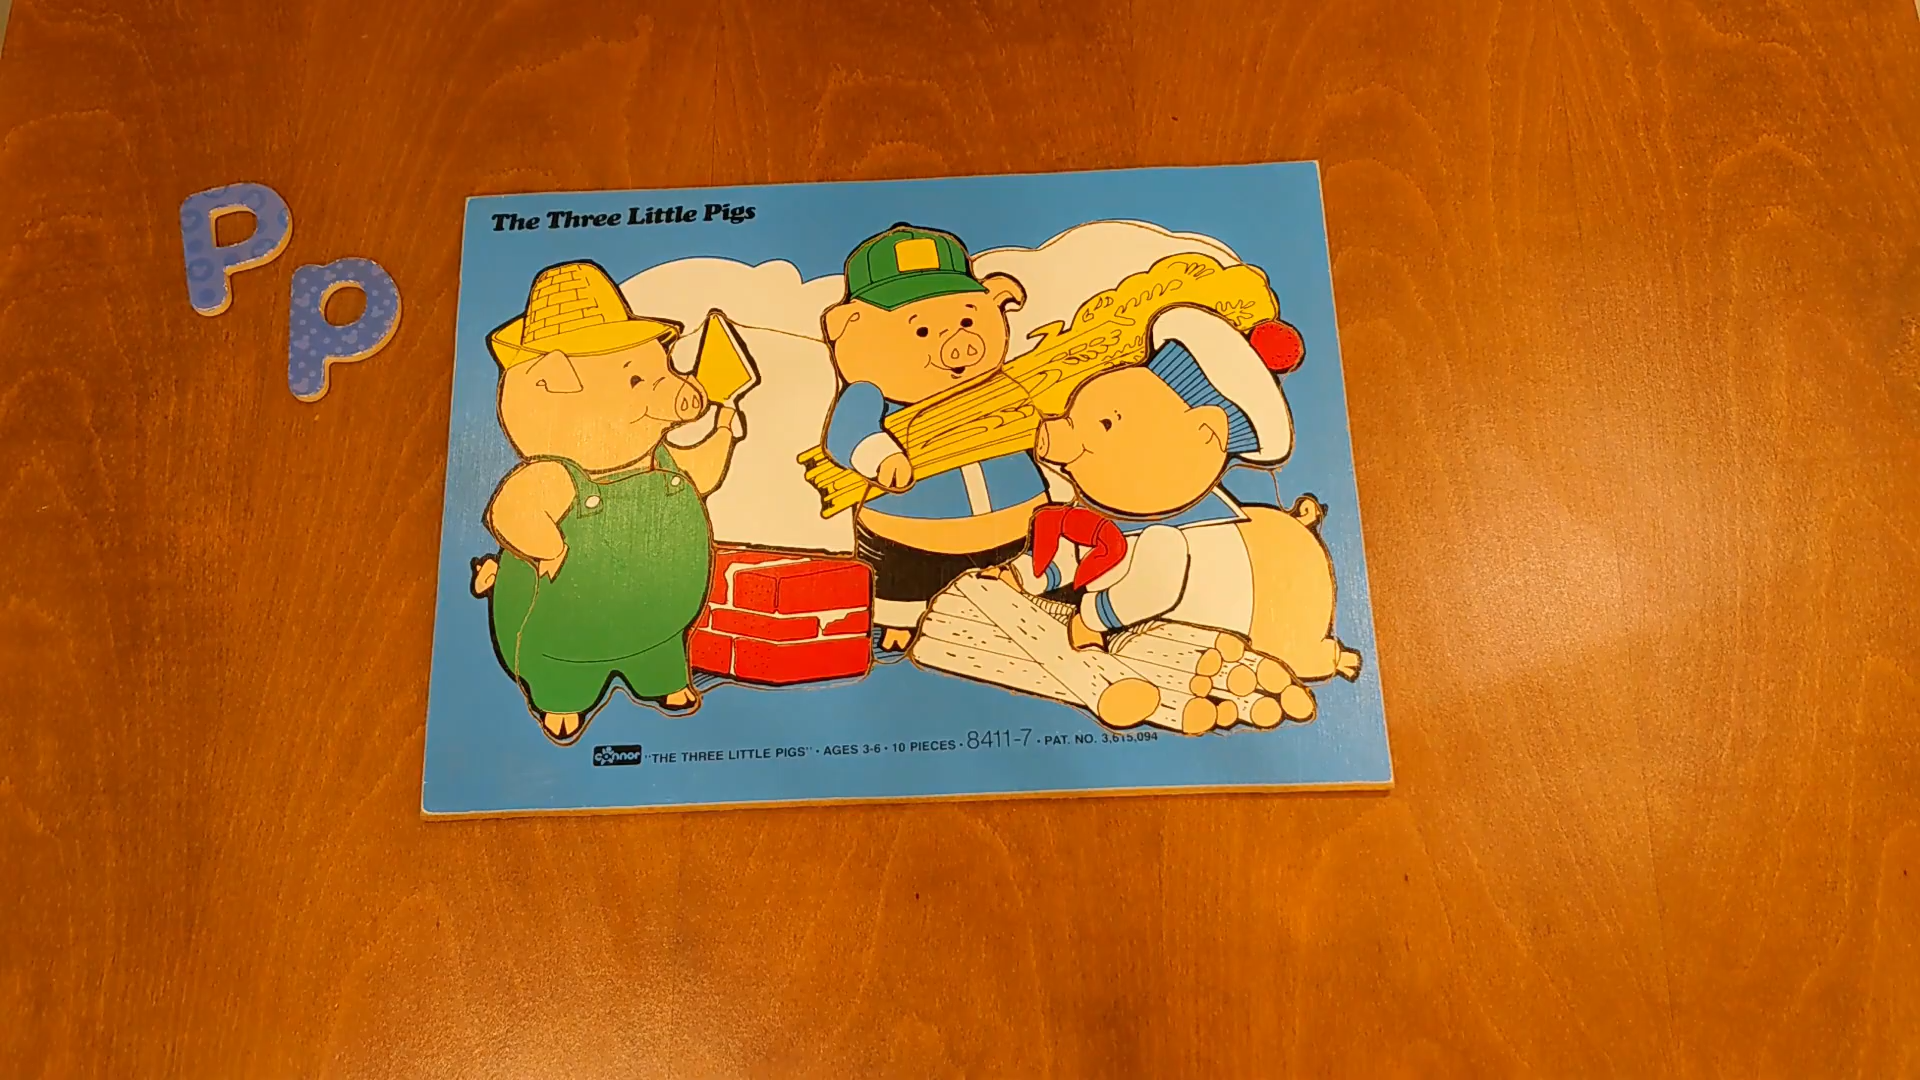 P
p
The Three Little Pigs
connor "THE THREE LITTLE PIGS" • AGES 3-6 • 10 PIECES • 8411-7 • PAT. NO. 3,615,094